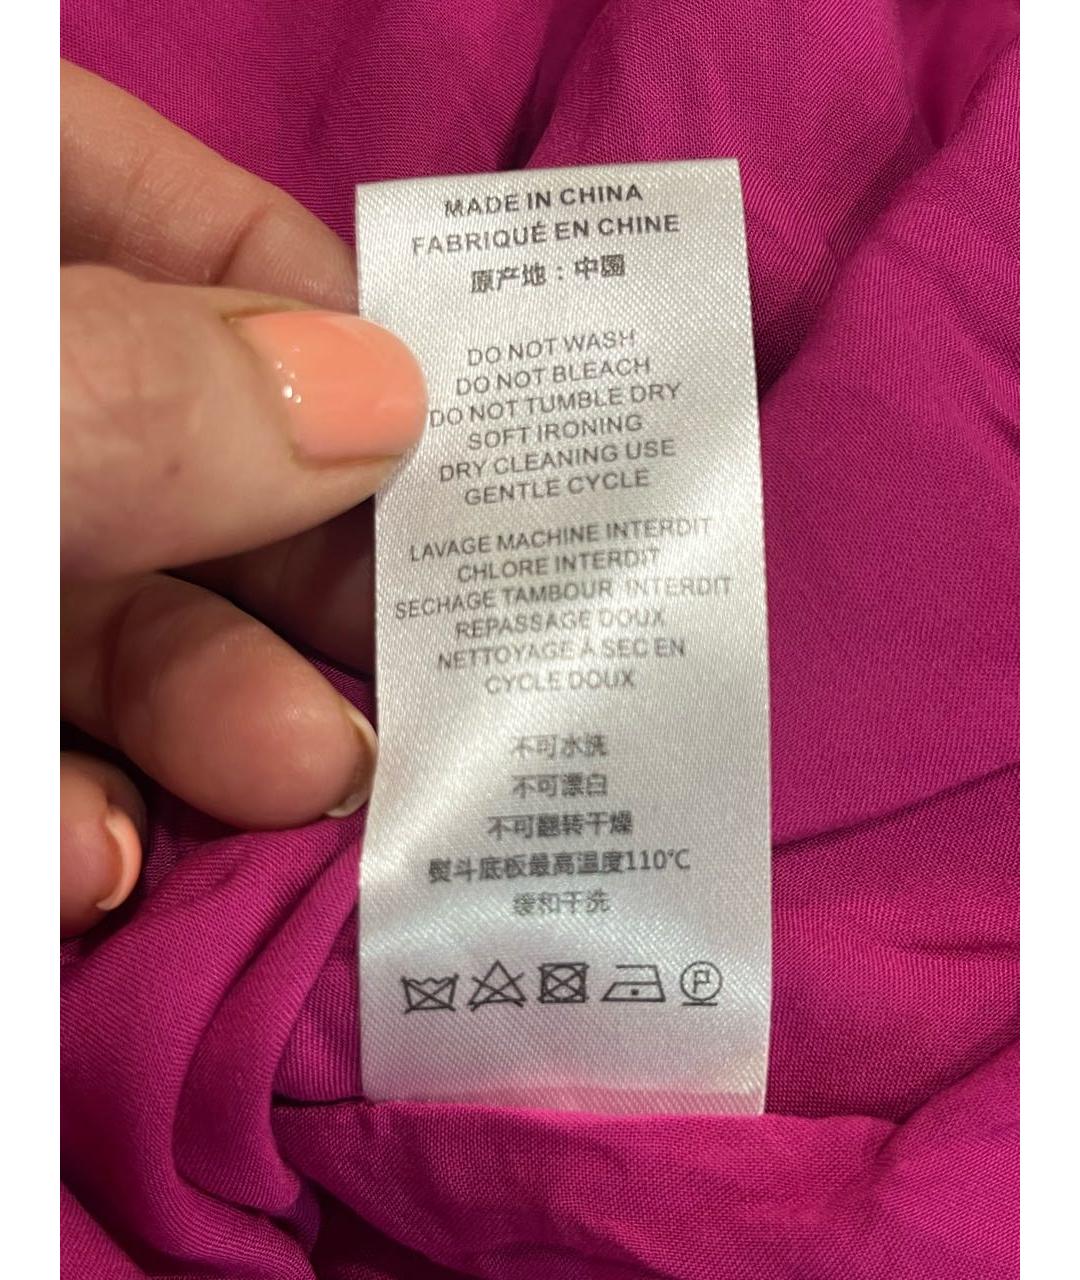 MADE IN CHINA
FABRIQUÉ EN CHINE
原产地：中国
DO NOT WASH
DO NOT BLEACH
DO NOT TUMBLE DRY
SOFT IRONING
DRY CLEANING USE
GENTLE CYCLE
LAVAGE MACHINE INTERDIT
CHLORE INTERDIT
SECHAGE TAMBOUR INTERDIT
REPASSAGE DOUX
NETTOYAGE À SEC EN
CYCLE DOUX
不可水洗
不可漂白
不可翻转干燥
熨斗底板最高温度110℃
缓和干洗
P